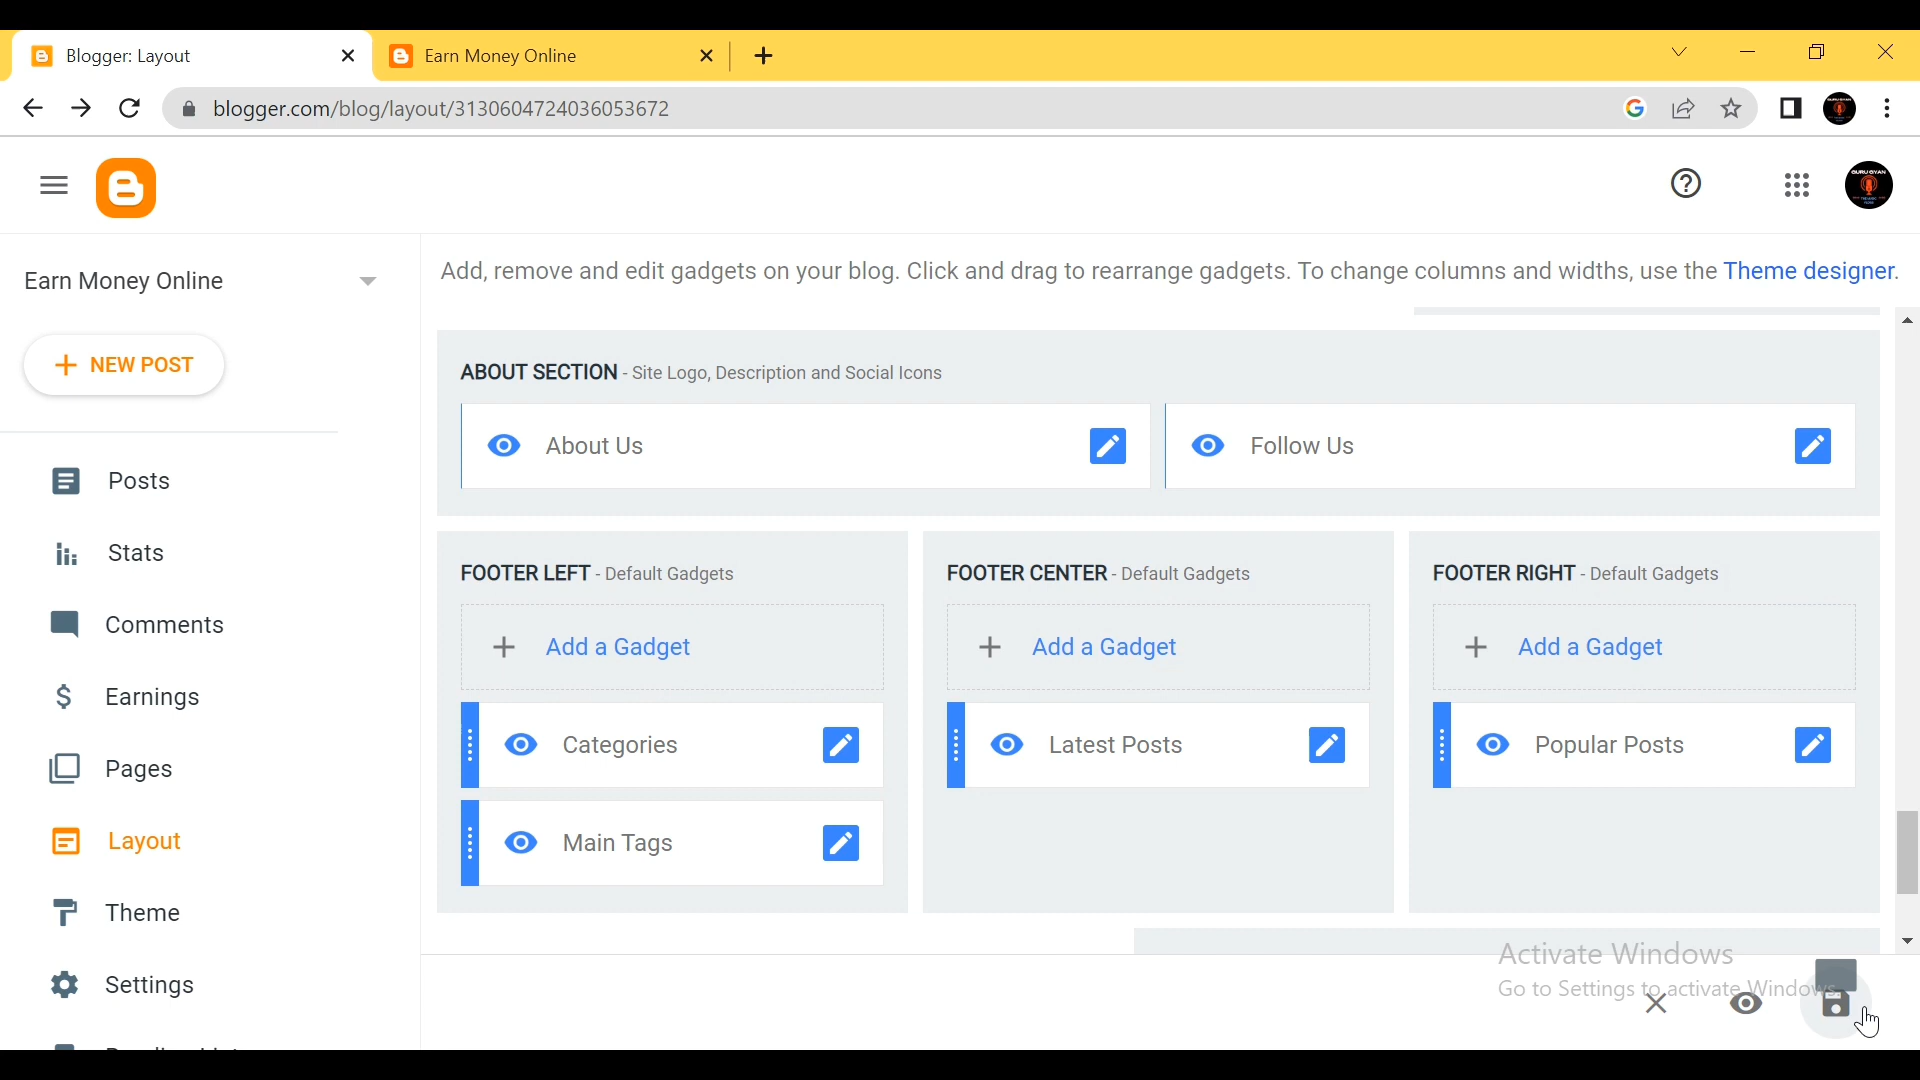 Blogger: Layout
Earn Money Online
blogger.com/blog/layout/3130604724036053672
Earn Money Online
Add, remove and edit gadgets on your blog. Click and drag to rearrange gadgets. To change columns and widths, use the Theme designer.
+ NEW POST
ABOUT SECTION - Site Logo, Description and Social Icons
About Us
Follow Us
Posts
Stats
Comments
Earnings
Pages
Layout
Theme
Settings
FOOTER LEFT - Default Gadgets
+ Add a Gadget
Categories
Main Tags
FOOTER CENTER - Default Gadgets
+ Add a Gadget
Latest Posts
FOOTER RIGHT - Default Gadgets
+ Add a Gadget
Popular Posts
Activate Windows
Go to Settings to activate Windows.